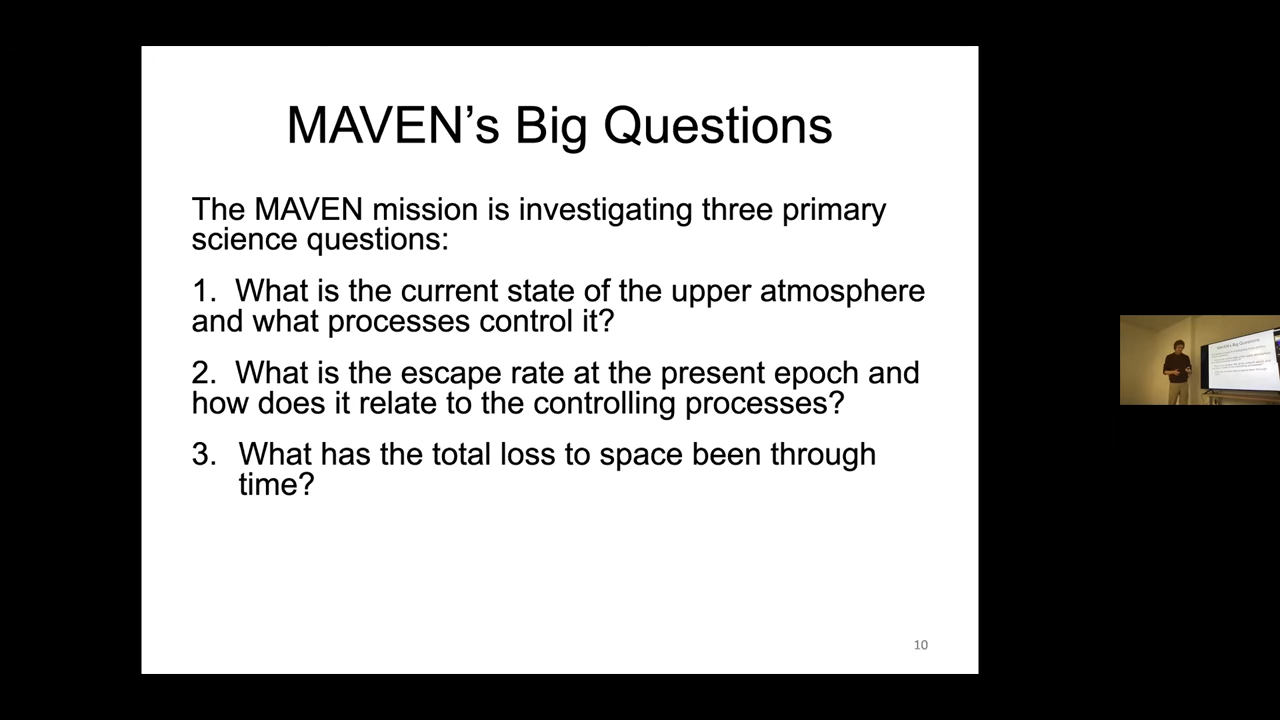 MAVEN’s Big Questions
The MAVEN mission is investigating three primary
science questions:
1. What is the current state of the upper atmosphere
and what processes control it?
2. What is the escape rate at the present epoch and
how does it relate to the controlling processes?
3. What has the total loss to space been through
time?
10
MAVEN's Big Questions